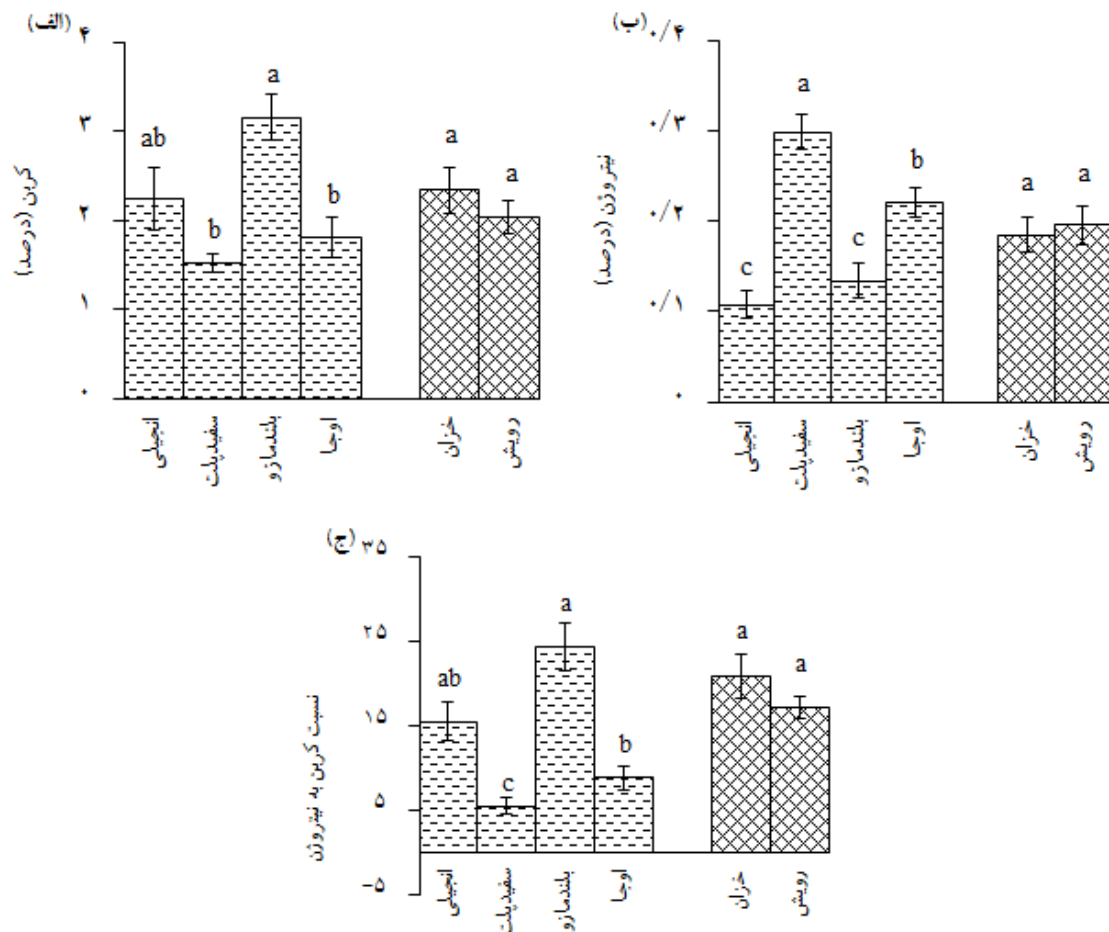 (الف)
۴
۳
۲
۱
۰
کربن (درصد)
ab
b
a
b
a
a
انجیلی
سفیدپلت
بلندمازو
اوجا
خزان
رویش
(ب)
۰/۴
۰/۳
۰/۲
۰/۱
۰
نیتروژن (درصد)
c
a
c
b
a
a
انجیلی
سفیدپلت
بلندمازو
اوجا
خزان
رویش
(ج)
۳۵
۲۵
۱۵
۵
-۵
نسبت کربن به نیتروژن
ab
c
a
b
a
a
انجیلی
سفیدپلت
بلندمازو
اوجا
خزان
رویش